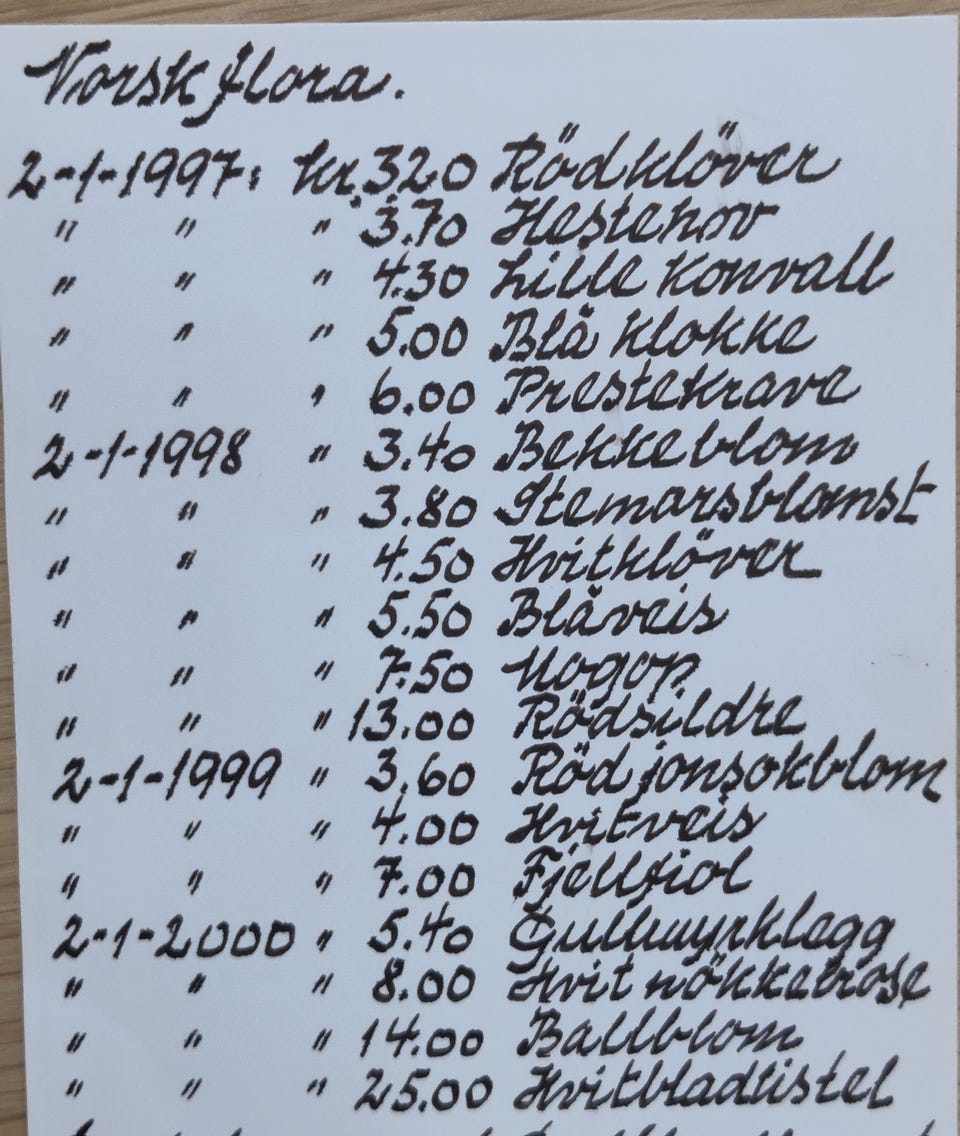 Norsk flora.
2-1-1997: kr. 3.20 Rödklöver
" " " 3.70 Hestehov
" " " 4.30 Lille Konvall
" " " 5.00 Blå Klokke
" " " 6.00 Prestekrave
2-1-1998 " 3.40 Bekkeblom
" " " 3.80 Stemarsblomst
" " " 4.50 Hvitklöver
" " " 5.50 Blåveis
" " " 7.50 Mogop
" " " 13.00 Rödsildre
2-1-1999 " 3.60 Röd jonsokblom
" " " 4.00 Hvitveis
" " " 7.00 Fjellfiol
2-1-2000 " 5.40 Gullmyrklegg
" " " 8.00 Hvit nökkelrose
" " " 14.00 Ballblom
" " " 25.00 Hvitbladtistel